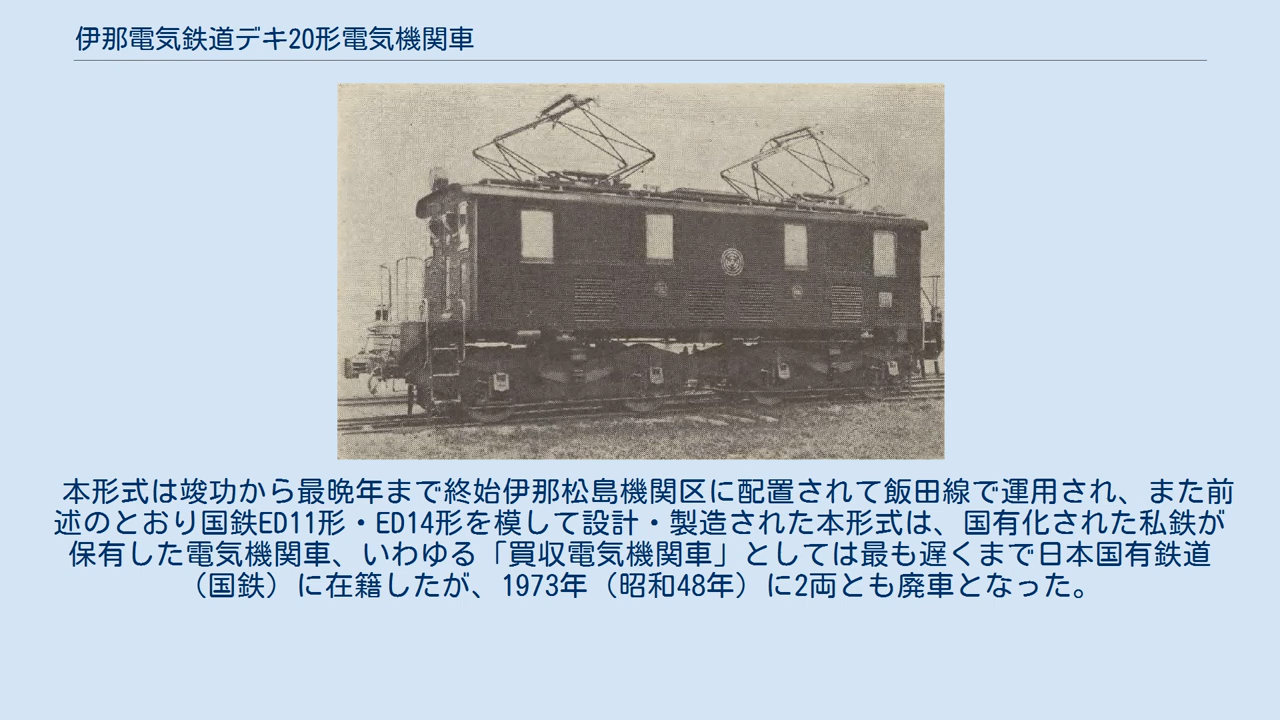 伊那電気鉄道デキ20形電気機関車
本形式は竣功から最晩年まで終始伊那松島機関区に配置されて飯田線で運用され、また前
述のとおり国鉄ED11形・ED14形を模して設計・製造された本形式は、国有化された私鉄が
保有した電気機関車、いわゆる「買収電気機関車」としては最も遅くまで日本国有鉄道
（国鉄）に在籍したが、1973年（昭和48年）に2両とも廃車となった。